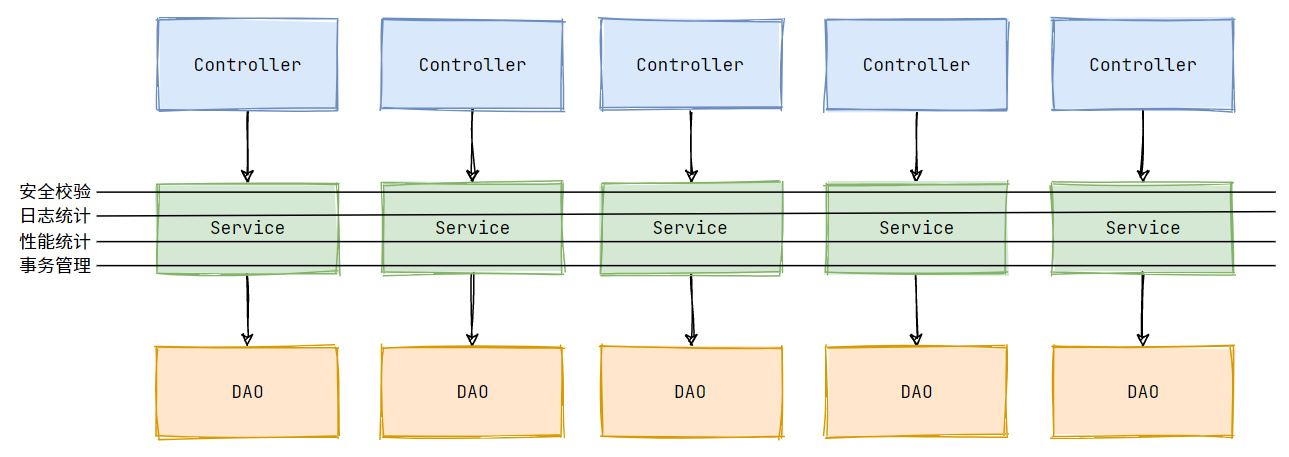 Controller Controller Controller Controller Controller
安全校验
日志统计
Service Service Service Service Service
性能统计
事务管理
DAO DAO DAO DAO DAO